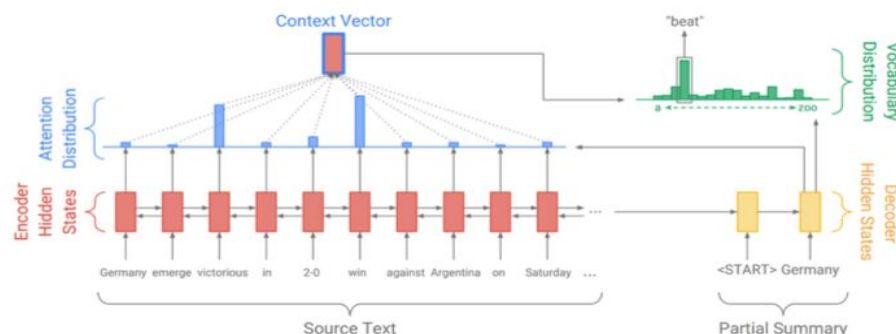 Context Vector
"beat"
Attention
Distribution
Vocabulary
Distribution
a
zoo
Encoder
Hidden
States
...
Decoder
Hidden States
Germany emerge victorious in 2-0 win against Argentina on Saturday ...
<START> Germany
Source Text
Partial Summary